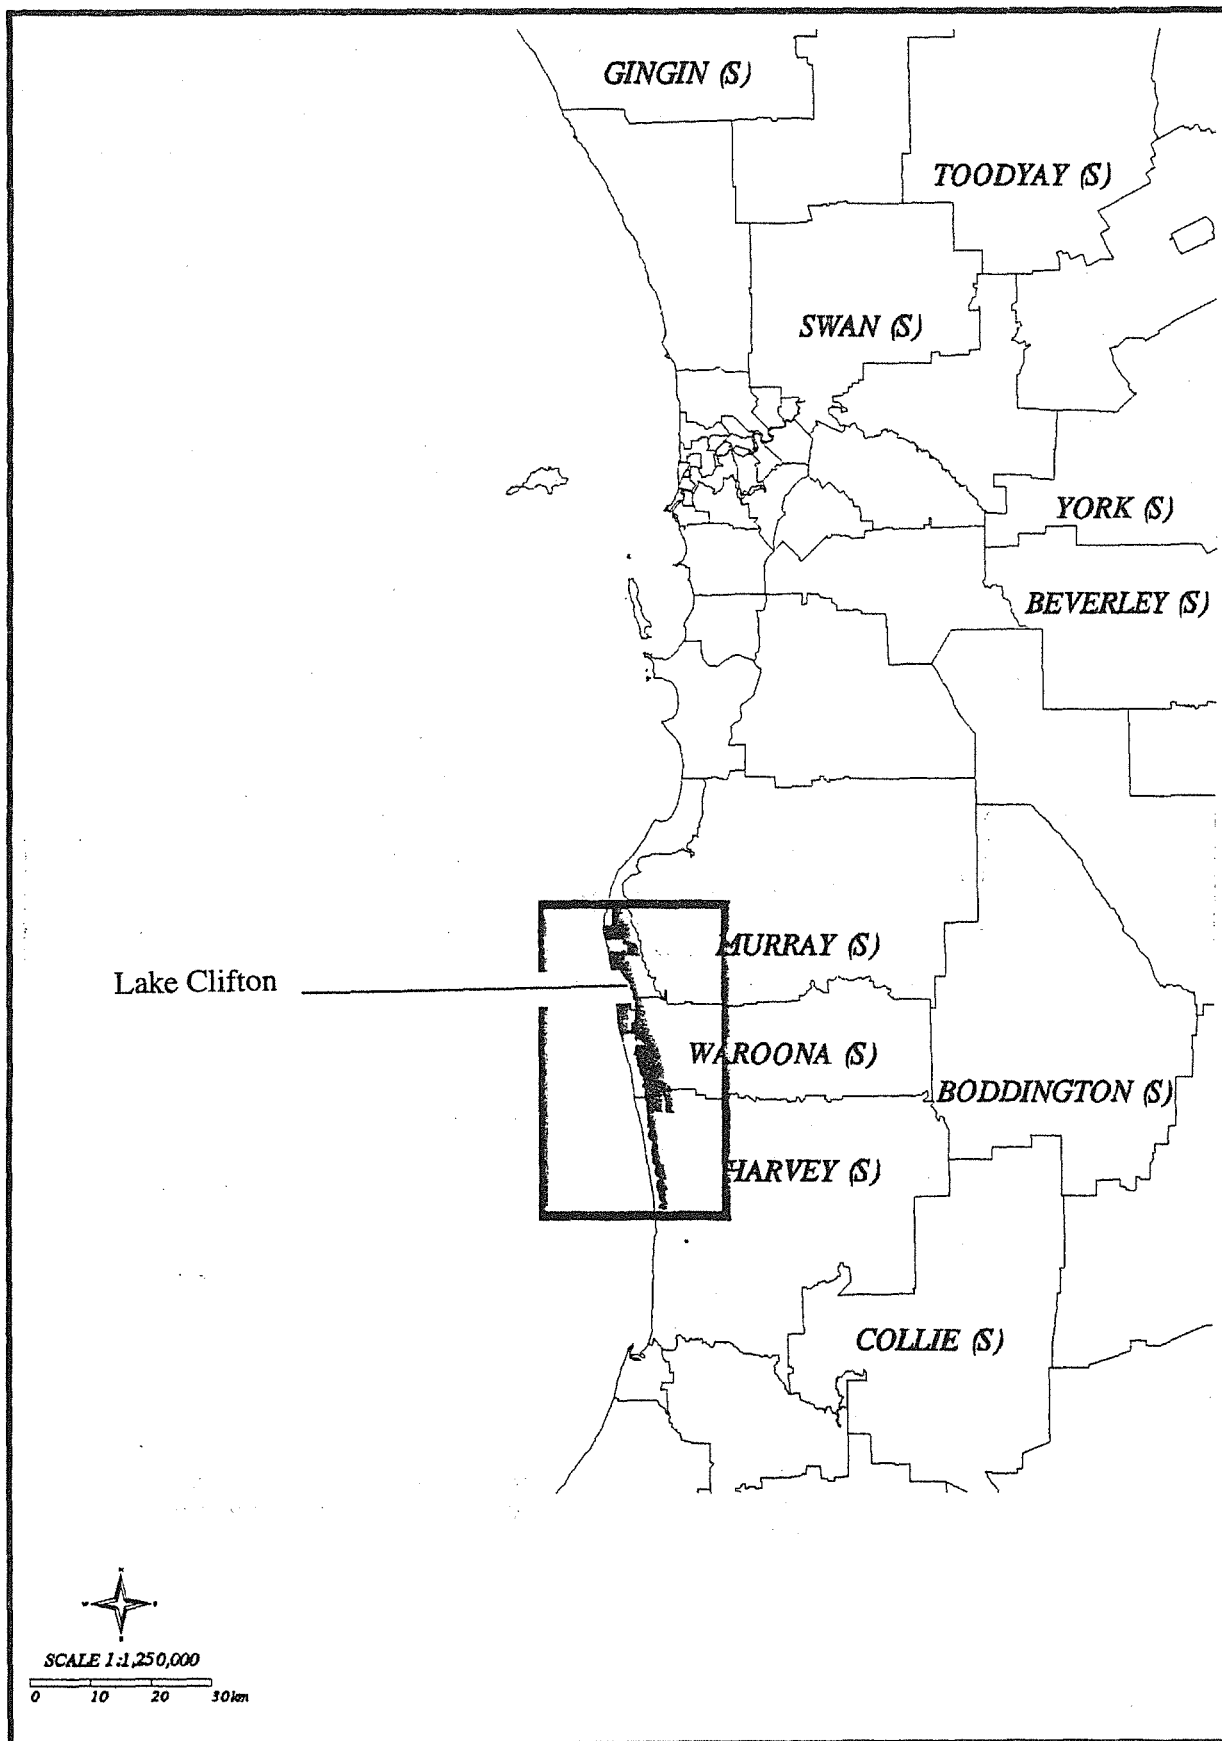 GINGIN (S)
TOODYAY (S)
SWAN (S)
YORK (S)
BEVERLEY (S)
MURRAY (S)
Lake Clifton
WAROONA (S)
BODDINGTON (S)
HARVEY (S)
COLLIE (S)
SCALE 1:1,250,000
0 10 20 30km